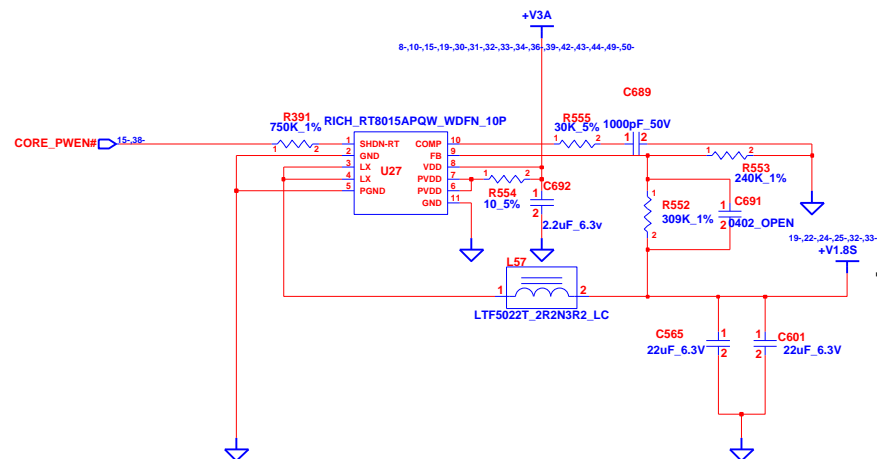 +V3A
8-,10-,15-,19-,30-,31-,32-,33-,34-,36-,39-,42-,43-,44-,49-,50-
C689
R391
750K_1%
RICH_RT8015APQW_WDFN_10P
R555
30K_5%
1000pF_50V
CORE_PWEN#
15-,38-
1 2
1 SHDN-RT COMP 10
2 GND FB 9
3 LX VDD 8
4 LX PVDD 7
5 PGND PVDD 6
GND 11
U27
1 2
1 2
1 2
R553
240K_1%
1 2
R554
10_5%
C692
1
2
2.2uF_6.3v
1
R552
309K_1%
2
C691
1
2
0402_OPEN
19-,22-,24-,25-,32-,33-
+V1.8S
L57
1 2
LTF5022T_2R2N3R2_LC
C565
1
2
22uF_6.3V
C601
1
2
22uF_6.3V